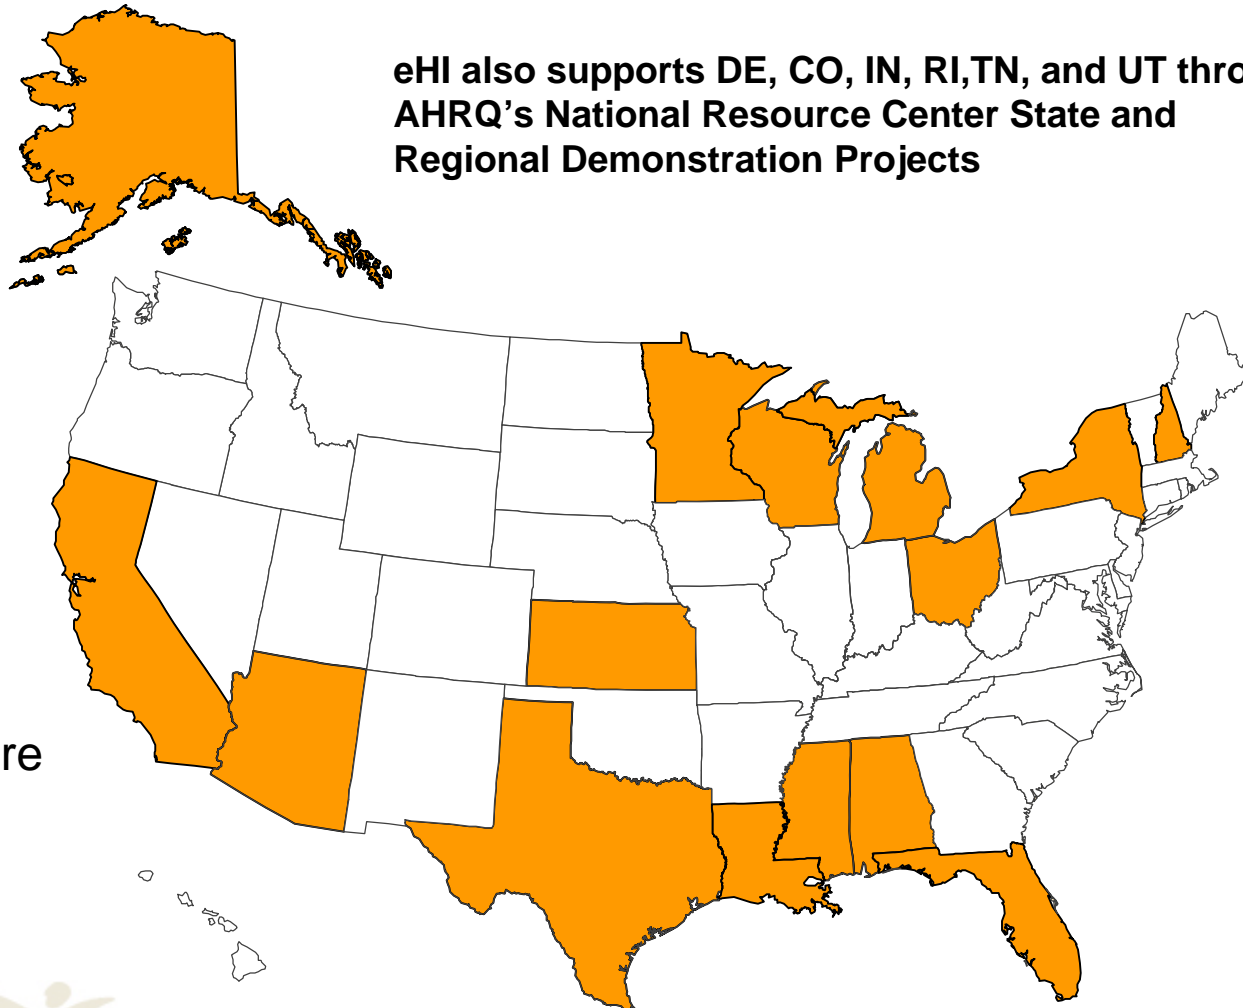 eHI also supports DE, CO, IN, RI,TN, and UT thro
AHRQ’s National Resource Center State and
Regional Demonstration Projects
re